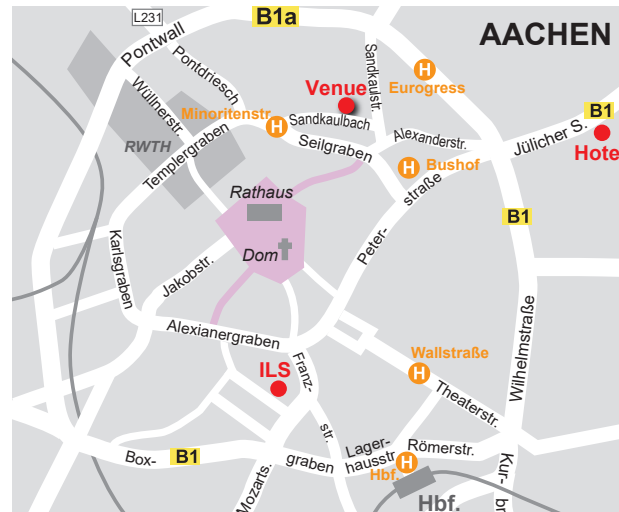 L231
B1a
AACHEN
Pontwall
Pontdriesch
Sandkaulstr.
Eurogress
H
Venue
Wüllnerstr.
Minoritenstr
H
Sandkaulbach
B1
Jülicher S.
Hote
RWTH
Templergraben
Seilgraben
Alexanderstr.
H
Bushof
Rathaus
Dom
Peter-
straße
B1
Karlsgraben
Jakobstr.
Alexianergraben
Wilhelmstraße
Wallstraße
H
ILS
Franz-
str.
Theaterstr.
Box-
B1
graben
Mozarts.
Lager-
hausstr
Römerstr.
H
Hbf.
Hbf.
Kur-
br